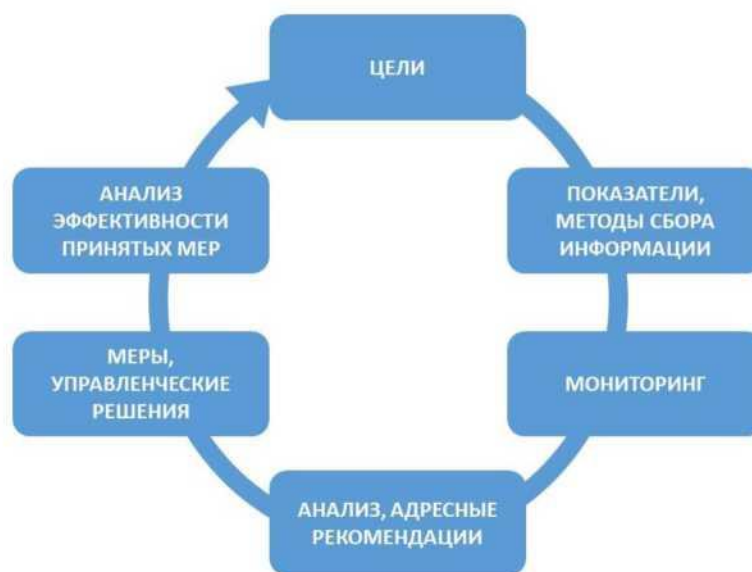 ЦЕЛИ
ПОКАЗАТЕЛИ,
МЕТОДЫ СБОРА
ИНФОРМАЦИИ
МОНИТОРИНГ
АНАЛИЗ, АДРЕСНЫЕ
РЕКОМЕНДАЦИИ
МЕРЫ,
УПРАВЛЕНЧЕСКИЕ
РЕШЕНИЯ
АНАЛИЗ
ЭФФЕКТИВНОСТИ
ПРИНЯТЫХ МЕР